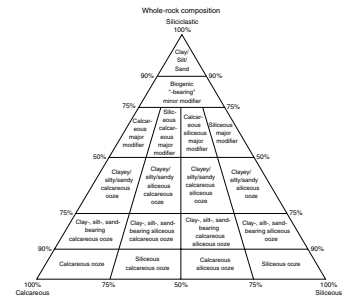 Whole-rock composition
Siliciclastic
100%
Clay/
Silt/
Sand
90%
90%
Biogenic
"-bearing"
minor modifier
75%
75%
Calcar-
eous
major
modifier
Silic-
eous
calcar-
eous
major
modifier
Calcar-
eous
siliceous
major
modifier
Siliceous
major
modifier
50%
50%
Clayey/
silty/sandy
calcareous
ooze
Clayey/
silty/sandy
siliceous
calcareous
ooze
Clayey/
silty/sandy
calcareous
siliceous
ooze
Clayey/
silty/sandy
siliceous
ooze
75%
75%
Clay-, silt-, sand-
bearing
calcareous ooze
Clay-, silt-, sand-
bearing siliceous
calcareous ooze
Clay-, silt-, sand-
bearing
calcareous
siliceous ooze
Clay-, silt-, sand-
bearing
siliceous ooze
90%
90%
Calcareous ooze
Siliceous
calcareous ooze
Calcareous
siliceous ooze
Siliceous ooze
100%
Calcareous
75%
50%
75%
100%
Siliceous